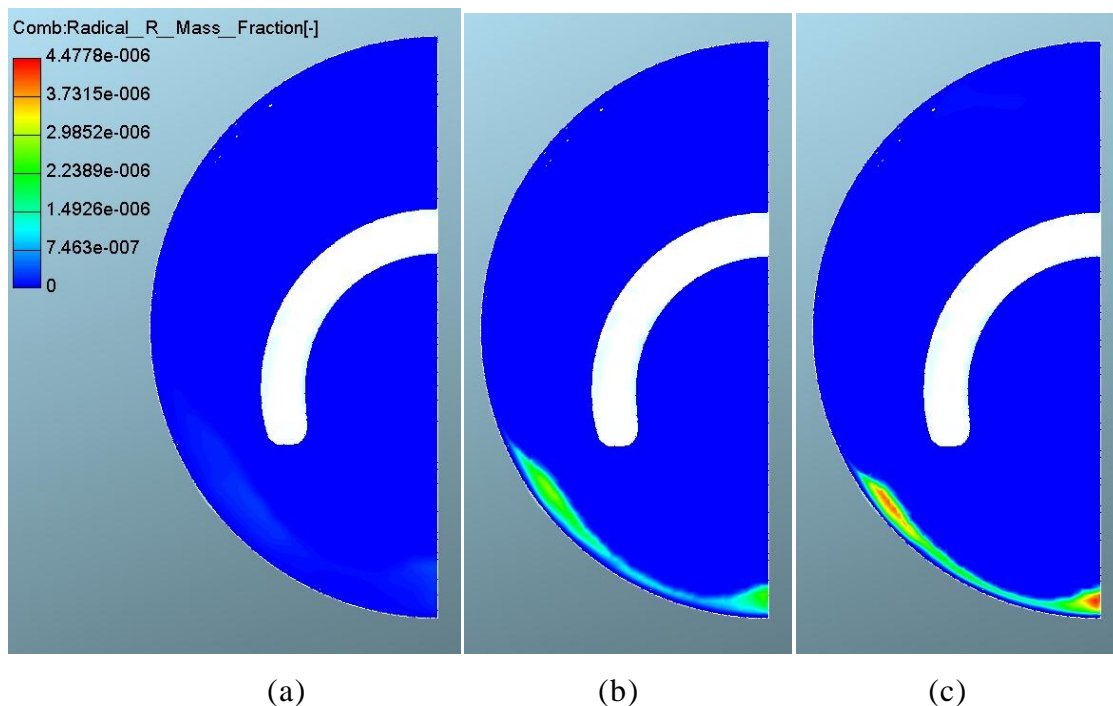 Comb:Radical__R__Mass__Fraction[-]
4.4778e-006
3.7315e-006
2.9852e-006
2.2389e-006
1.4926e-006
7.463e-007
0
(a) (b) (c)